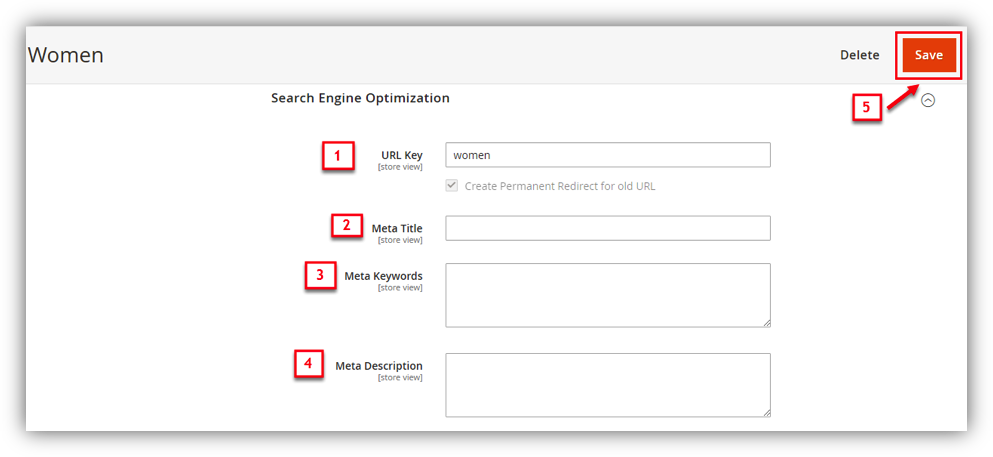 Women
Delete
Save
Search Engine Optimization
5
1
URL Key
[store view]
women
Create Permanent Redirect for old URL
2
Meta Title
[store view]
3
Meta Keywords
[store view]
4
Meta Description
[store view]